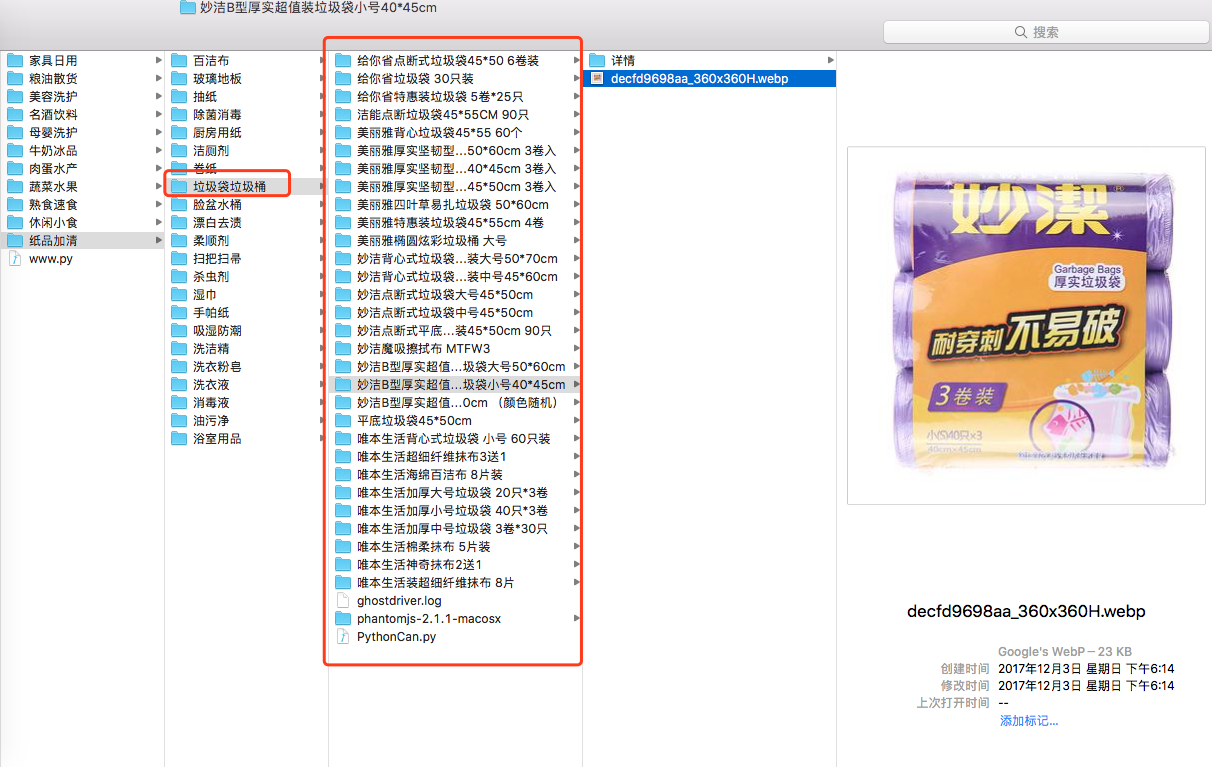 妙洁B型厚实超值装垃圾袋小号40*45cm
搜索
家具日用
粮油散货
美容洗护
名酒饮料
母婴洗护
牛奶冰品
肉蛋水产
蔬菜水果
熟食速食
休闲小食
纸品加清
www.py
百洁布
玻璃地板
抽纸
除菌消毒
厨房用纸
洁厕剂
卷纸
垃圾袋垃圾桶
脸盆水桶
漂白去渍
柔顺剂
扫把扫帚
杀虫剂
湿巾
手帕纸
吸湿防潮
洗洁精
洗衣粉皂
洗衣液
消毒液
油污净
浴室用品
给你省点断式垃圾袋45*50 6卷装
给你省垃圾袋 30只装
给你省特惠装垃圾袋 5卷*25只
洁能点断垃圾袋45*55CM 90只
美丽雅背心垃圾袋45*55 60个
美丽雅厚实坚韧型...50*60cm 3卷入
美丽雅厚实坚韧型...40*45cm 3卷入
美丽雅厚实坚韧型...45*50cm 3卷入
美丽雅四叶草易扎垃圾袋 50*60cm
美丽雅特惠装垃圾袋45*55cm 4卷
美丽雅椭圆炫彩垃圾桶 大号
妙洁背心式垃圾袋...装大号50*70cm
妙洁背心式垃圾袋...装中号45*60cm
妙洁点断式垃圾袋大号45*50cm
妙洁点断式垃圾袋中号45*50cm
妙洁点断式平底...装45*50cm 90只
妙洁魔吸擦拭布 MTFW3
妙洁B型厚实超值...圾袋大号50*60cm
妙洁B型厚实超值...圾袋小号40*45cm
妙洁B型厚实超值...0cm （颜色随机）
平底垃圾袋45*50cm
唯本生活背心式垃圾袋 小号 60只装
唯本生活超细纤维抹布3送1
唯本生活海绵百洁布 8片装
唯本生活加厚大号垃圾袋 20只*3卷
唯本生活加厚小号垃圾袋 40只*3卷
唯本生活加厚中号垃圾袋 3卷*30只
唯本生活棉柔抹布 5片装
唯本生活神奇抹布2送1
唯本生活装超细纤维抹布 8片
ghostdriver.log
phantomjs-2.1.1-macosx
PythonCan.py
详情
decfd9698aa_360x360H.webp
妙潔
Garbage Bags
厚实垃圾袋
耐穿刺不易破
3卷装
小(S)40只×3
40cm×45cm
decfd9698aa_360x360H.webp
Google's WebP－23 KB
创建时间 2017年12月3日 星期日 下午6:14
修改时间 2017年12月3日 星期日 下午6:14
上次打开时间 --
添加标记...